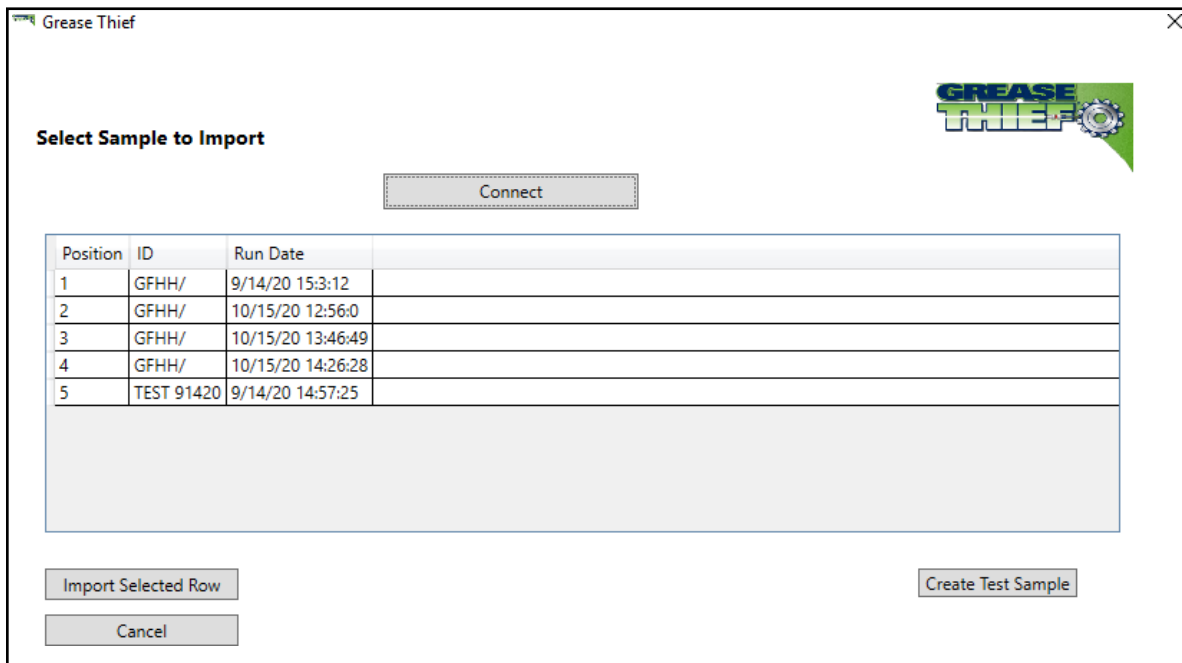 Grease Thief
GREASE
THIEF
Select Sample to Import
Connect
Position ID Run Date
1 GFHH/ 9/14/20 15:3:12
2 GFHH/ 10/15/20 12:56:0
3 GFHH/ 10/15/20 13:46:49
4 GFHH/ 10/15/20 14:26:28
5 TEST 91420 9/14/20 14:57:25
Import Selected Row
Create Test Sample
Cancel